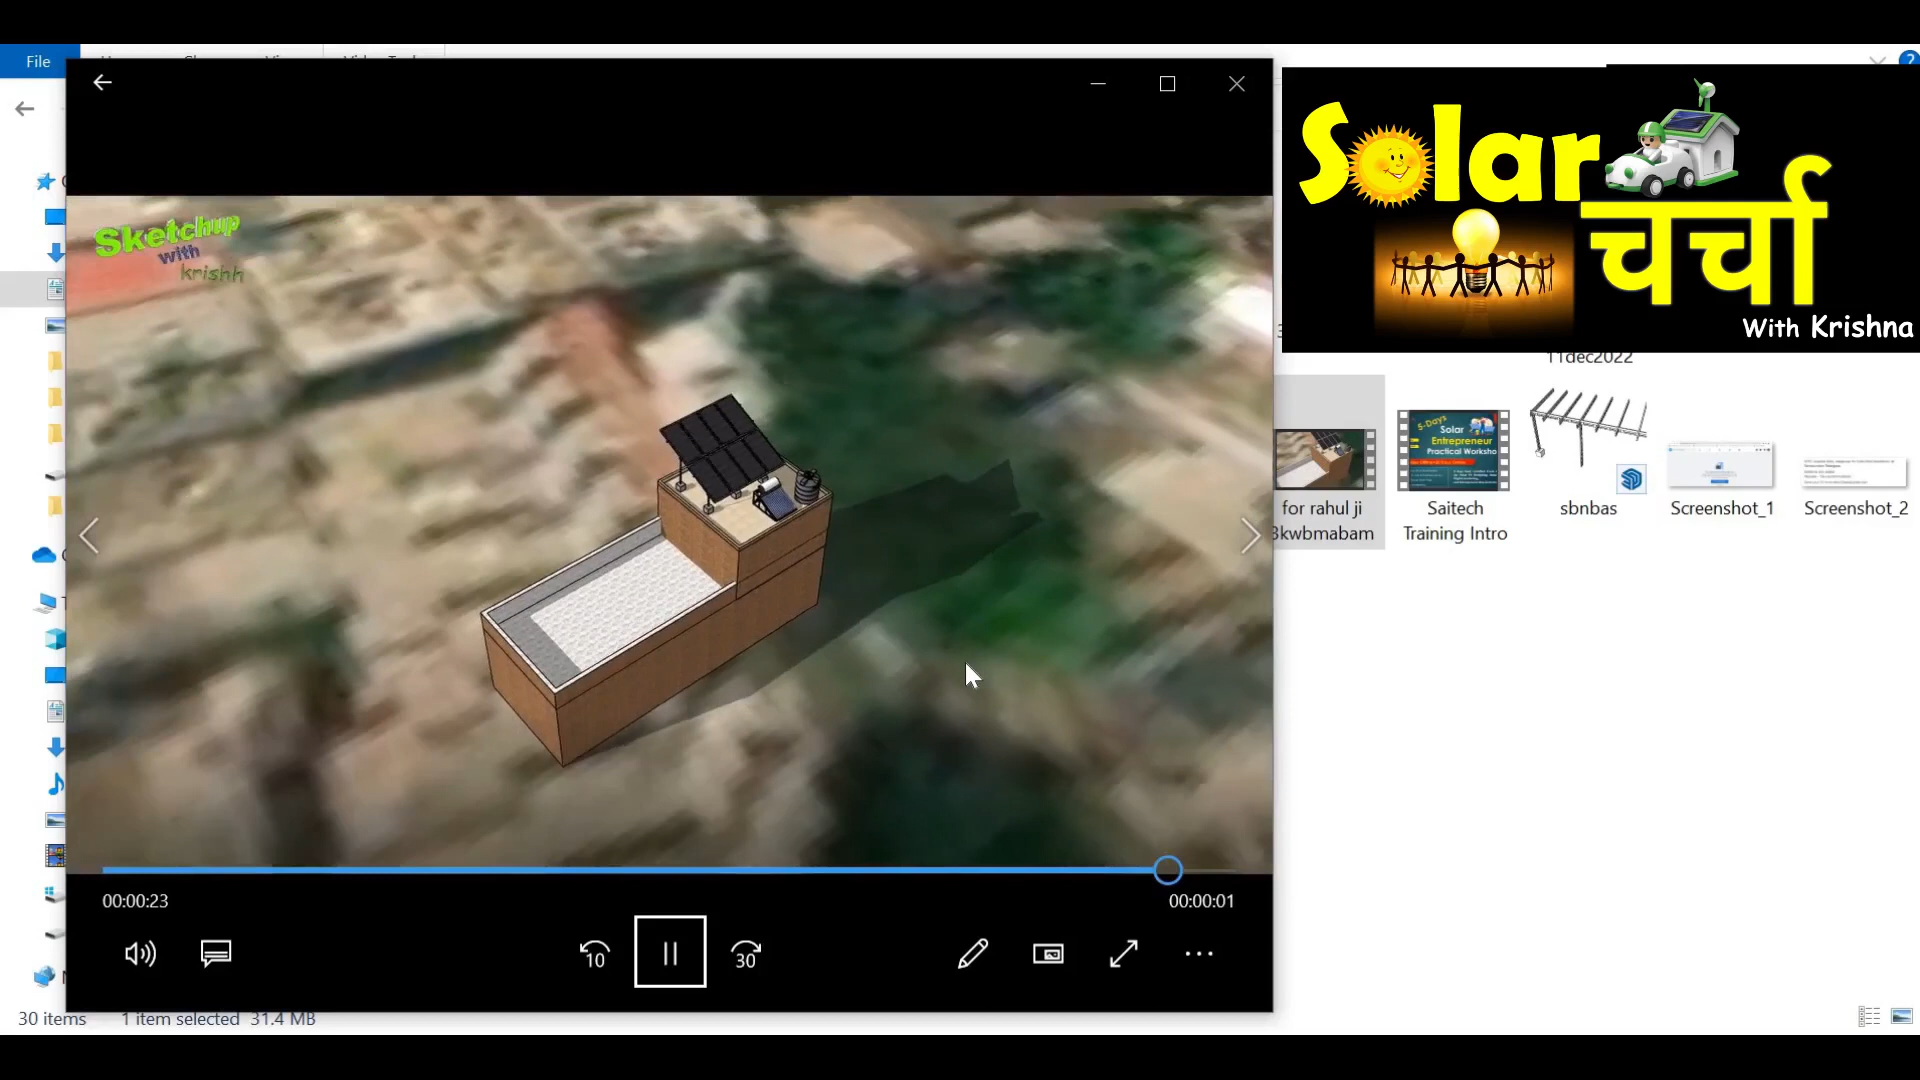 File
Solar
चर्चा
With Krishna
Sketchup
with
krishh
11dec2022
for rahul ji
3kwbmabam
Saitech
Training Intro
sbnbas
Screenshot_1
Screenshot_2
5-Days
Solar
Entrepreneur
Practical Worksho
00:00:23
00:00:01
10
30
30 items
1 item selected
31.4 MB